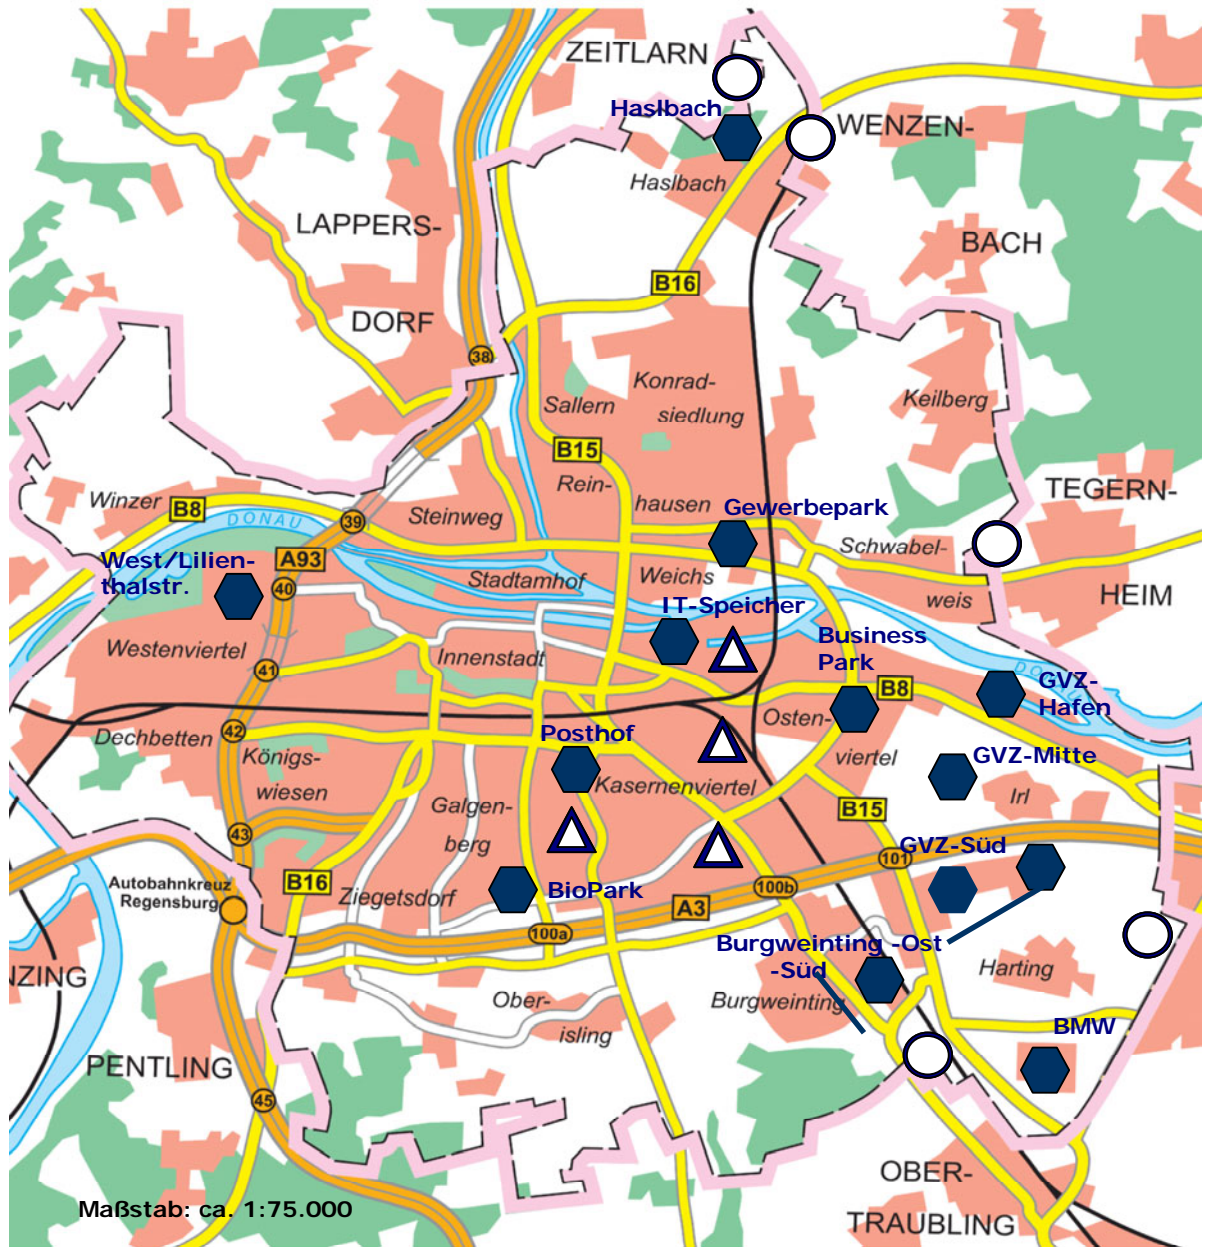 ZEITLARN
Haslbach
WENZEN-
Haslbach
LAPPERS-
BACH
B16
DORF
38
Konrad-
siedlung
Sallern
Keilberg
B15
Rein-
hausen
TEGERN-
Winzer
B8
DONAU
39
Steinweg
Gewerbepark
Schwabel-
weis
West/Lilien-
thalstr.
A93
40
Stadtamhof
Weichs
HEIM
IT-Speicher
Westenviertel
41
Innenstadt
Business
Park
DONAU
GVZ-
Hafen
B8
Osten-
viertel
Dechbetten
42
Posthof
Königs-
wiesen
GVZ-Mitte
Kasernenviertel
Irl
Galgen-
berg
B15
43
GVZ-Süd
101
Autobahnkreuz
Regensburg
B16
Ziegetsdorf
BioPark
100b
A3
100a
Burgweinting -Ost
-Süd
Harting
NZING
Ober-
isling
Burgweinting
BMW
PENTLING
45
OBER-
TRAUBLING
Maßstab: ca. 1:75.000